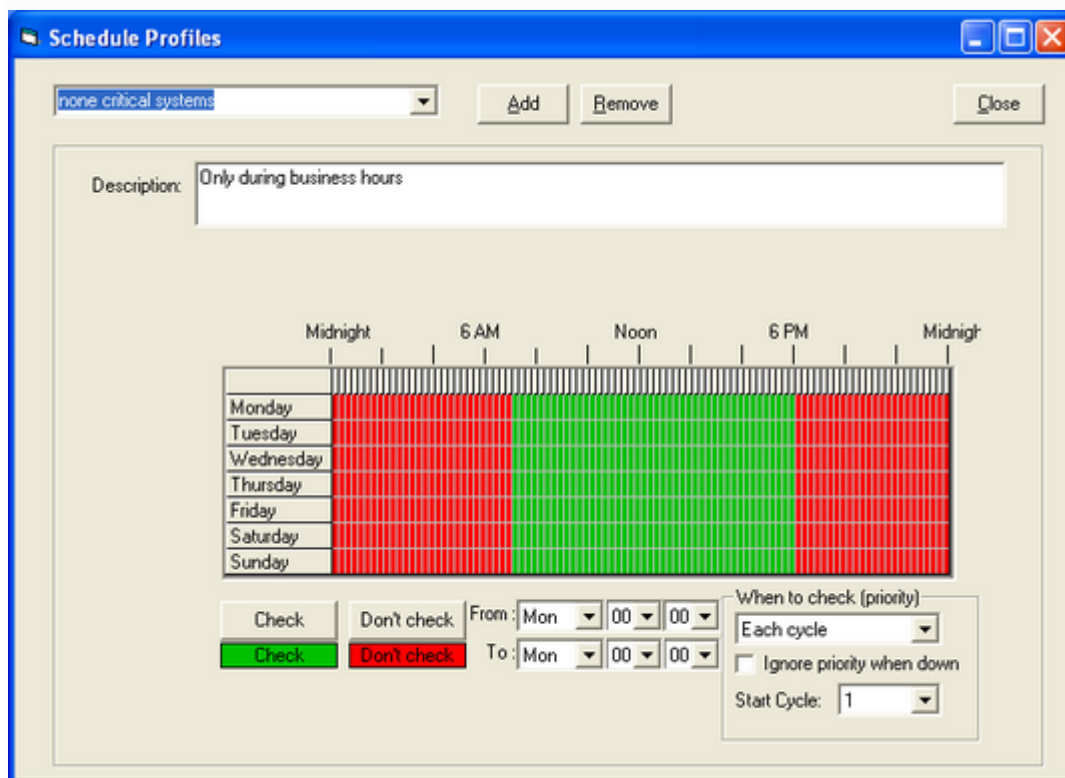 Schedule Profiles
none critical systems Add Remove Close
Description: Only during business hours
Midnight 6 AM Noon 6 PM Midnigh
Monday
Tuesday
Wednesday
Thursday
Friday
Saturday
Sunday
When to check (priority)
Check Don't check From : Mon 00 00
Each cycle
Check Don't check To : Mon 00 00
Ignore priority when down
Start Cycle: 1